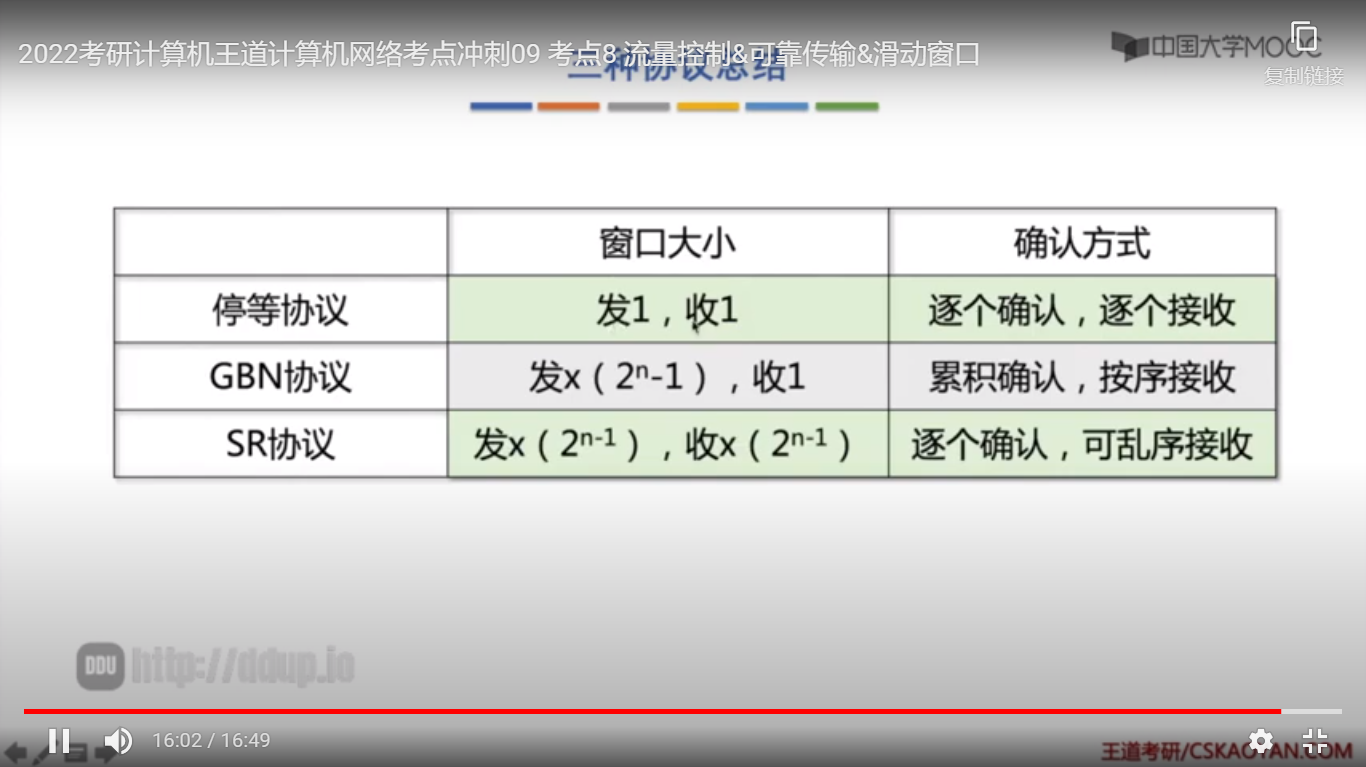 2022考研计算机王道计算机网络考点冲刺09 考点8 流量控制&可靠传输&滑动窗口
三种协议总结
中国大学MOOC
复制链接
窗口大小 确认方式
停等协议 发1，收1 逐个确认，逐个接收
GBN协议 发x（2ⁿ-1），收1 累积确认，按序接收
SR协议 发x（2ⁿ⁻¹），收x（2ⁿ⁻¹） 逐个确认，可乱序接收
DDU http://ddup.io
16:02 / 16:49
王道考研/CSKAOYAN.COM